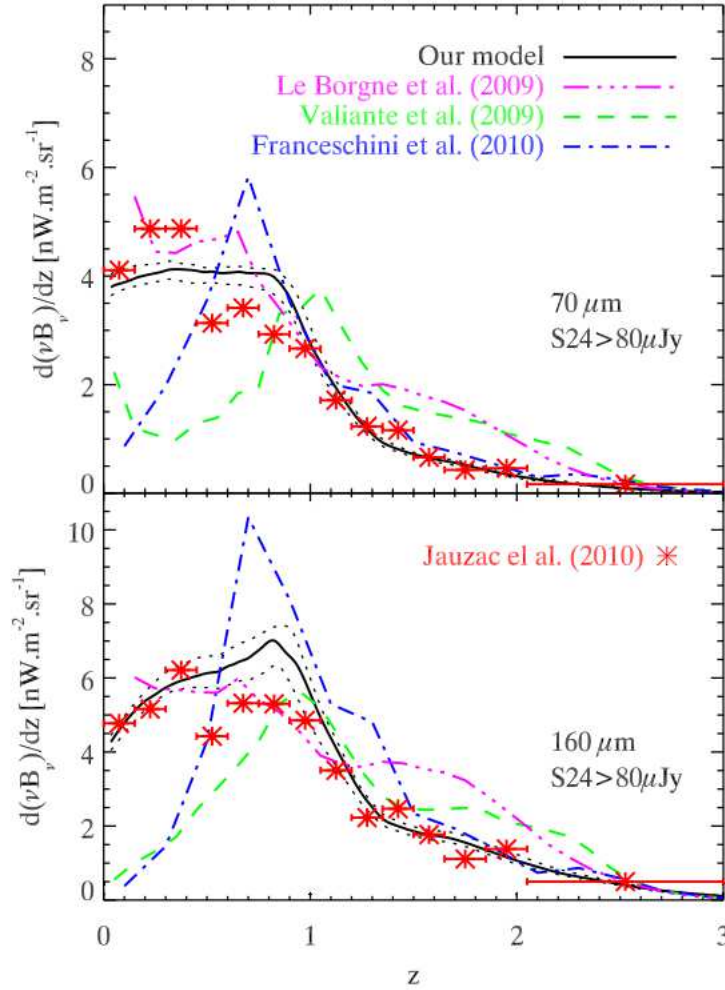 8
6
4
2
0
d(νB_ν)/dz [nW.m⁻².sr⁻¹]
Our model
Le Borgne et al. (2009)
Valiante et al. (2009)
Franceschini et al. (2010)
70 μm
S24>80μJy
10
8
6
4
2
0
d(νB_ν)/dz [nW.m⁻².sr⁻¹]
Jauzac el al. (2010)
160 μm
S24>80μJy
0 1 2 3
z